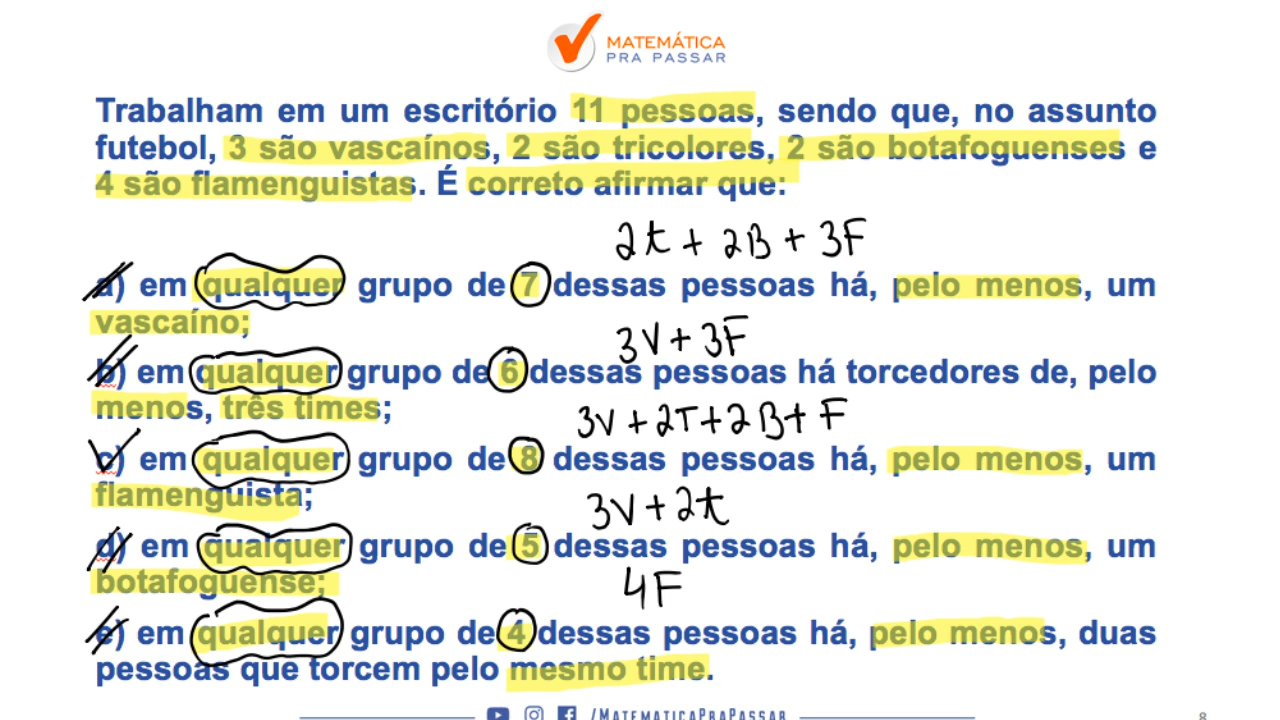 MATEMÁTICA
PRA PASSAR
Trabalham em um escritório 11 pessoas, sendo que, no assunto
futebol, 3 são vascaínos, 2 são tricolores, 2 são botafoguenses e
4 são flamenguistas. É correto afirmar que:
2t + 2B + 3F
a) em qualquer grupo de 7 dessas pessoas há, pelo menos, um
vascaíno;
3V + 3F
b) em qualquer grupo de 6 dessas pessoas há torcedores de, pelo
menos, três times;
3V + 2T + 2B + F
c) em qualquer grupo de 8 dessas pessoas há, pelo menos, um
flamenguista;
3V + 2t
d) em qualquer grupo de 5 dessas pessoas há, pelo menos, um
botafoguense;
4F
e) em qualquer grupo de 4 dessas pessoas há, pelo menos, duas
pessoas que torcem pelo mesmo time.
/MATEMATICAPRAPASSAR
8